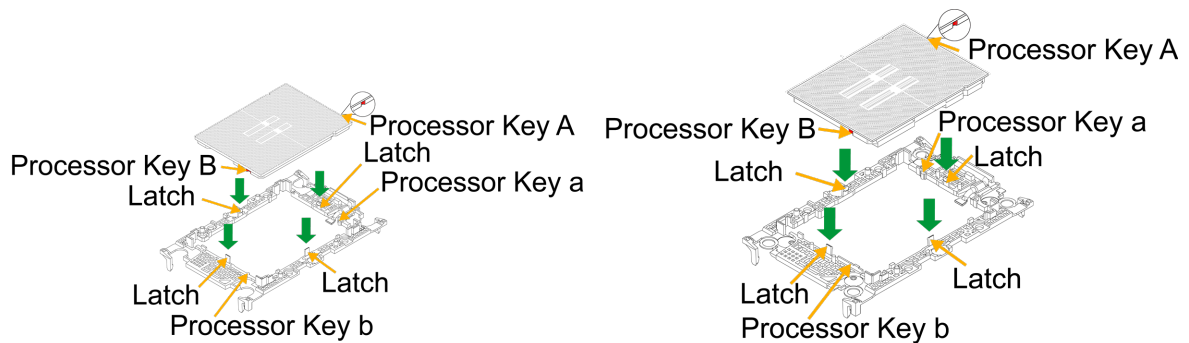 Processor Key A
Processor Key B
Latch
Latch
Processor Key a
Latch
Latch
Processor Key b
Processor Key A
Processor Key B
Processor Key a
Latch
Latch
Latch
Latch
Processor Key b